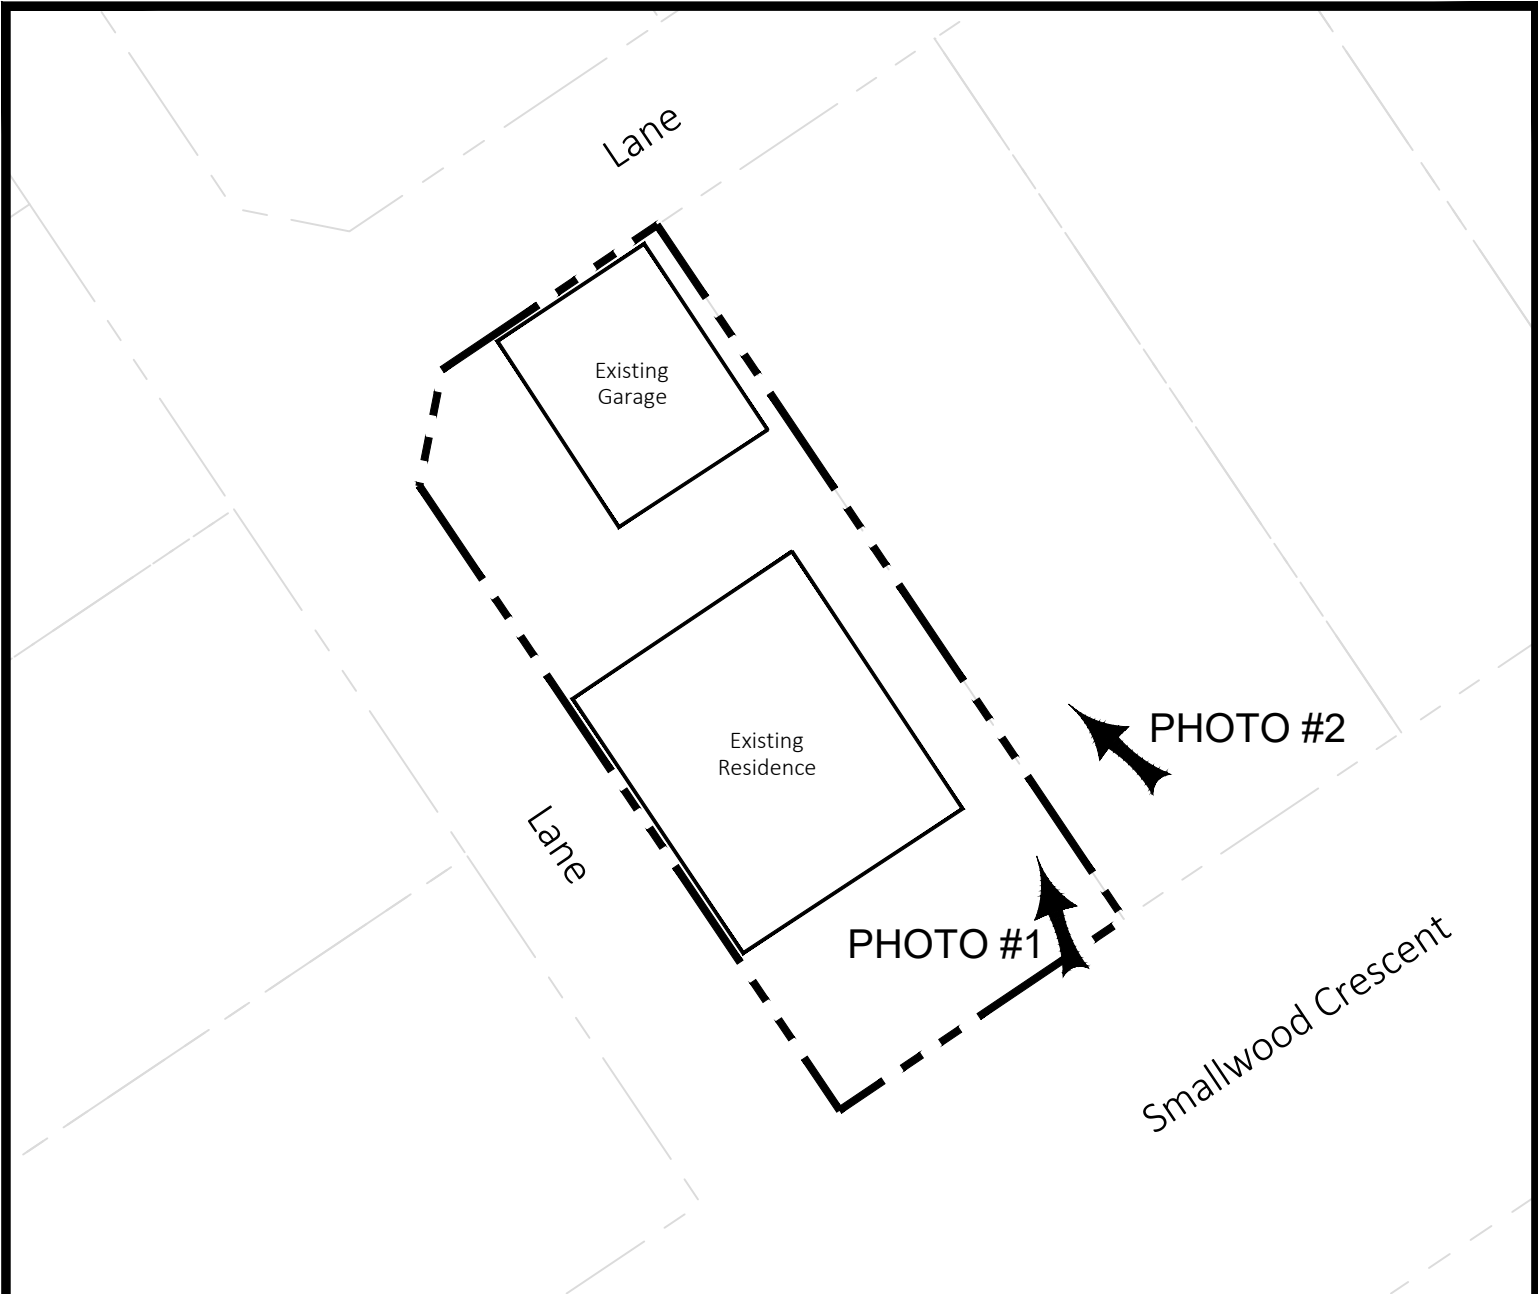 Lane
Existing
Garage
PHOTO #2
Existing
Residence
Lane
PHOTO #1
Smallwood Crescent